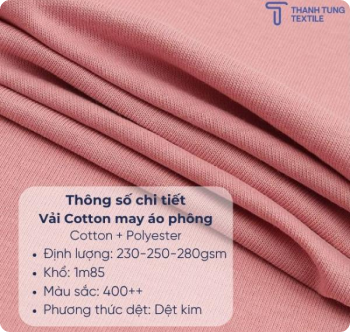 THANH TUNG
TEXTILE
Thông số chi tiết
Vải Cotton may áo phông
Cotton + Polyester
• Định lượng: 230-250-280gsm
• Khổ: 1m85
• Màu sắc: 400++
• Phương thức dệt: Dệt kim